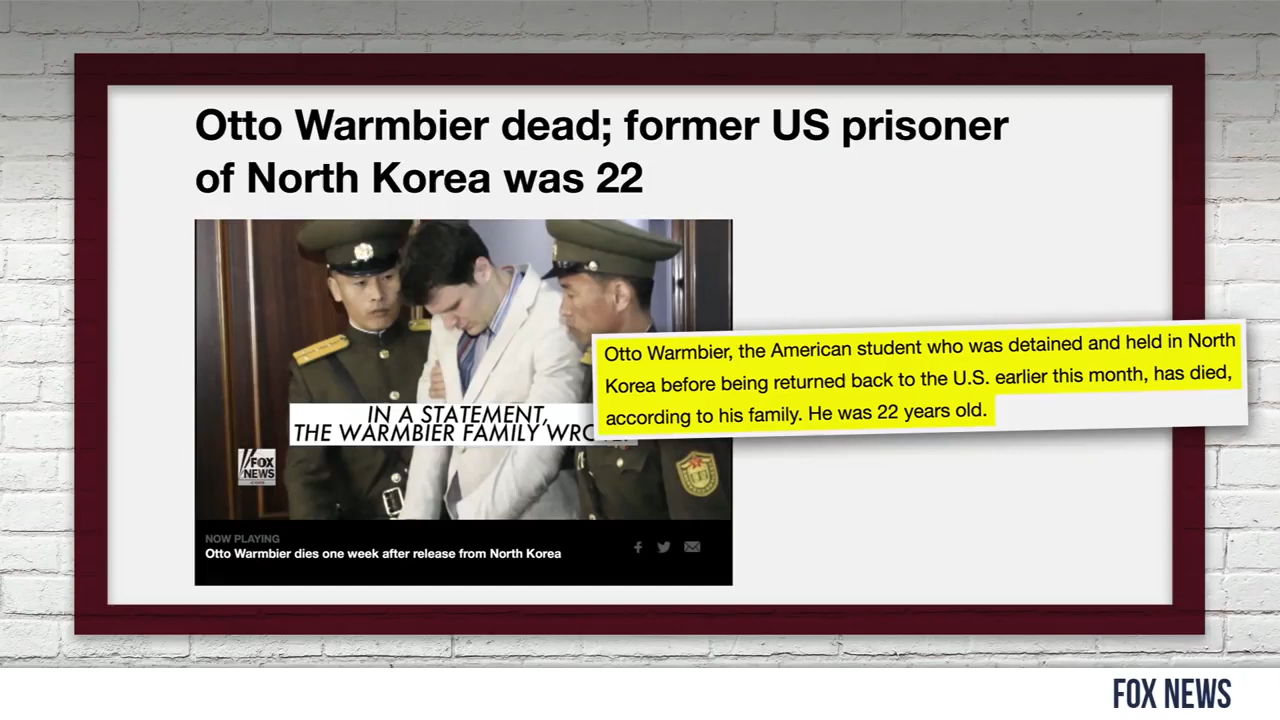 Otto Warmbier dead; former US prisoner
of North Korea was 22
IN A STATEMENT,
THE WARMBIER FAMILY
FOX
NEWS
.com
Otto Warmbier, the American student who was detained and held in North
Korea before being returned back to the U.S. earlier this month, has died,
according to his family. He was 22 years old.
NOW PLAYING
Otto Warmbier dies one week after release from North Korea
FOX NEWS